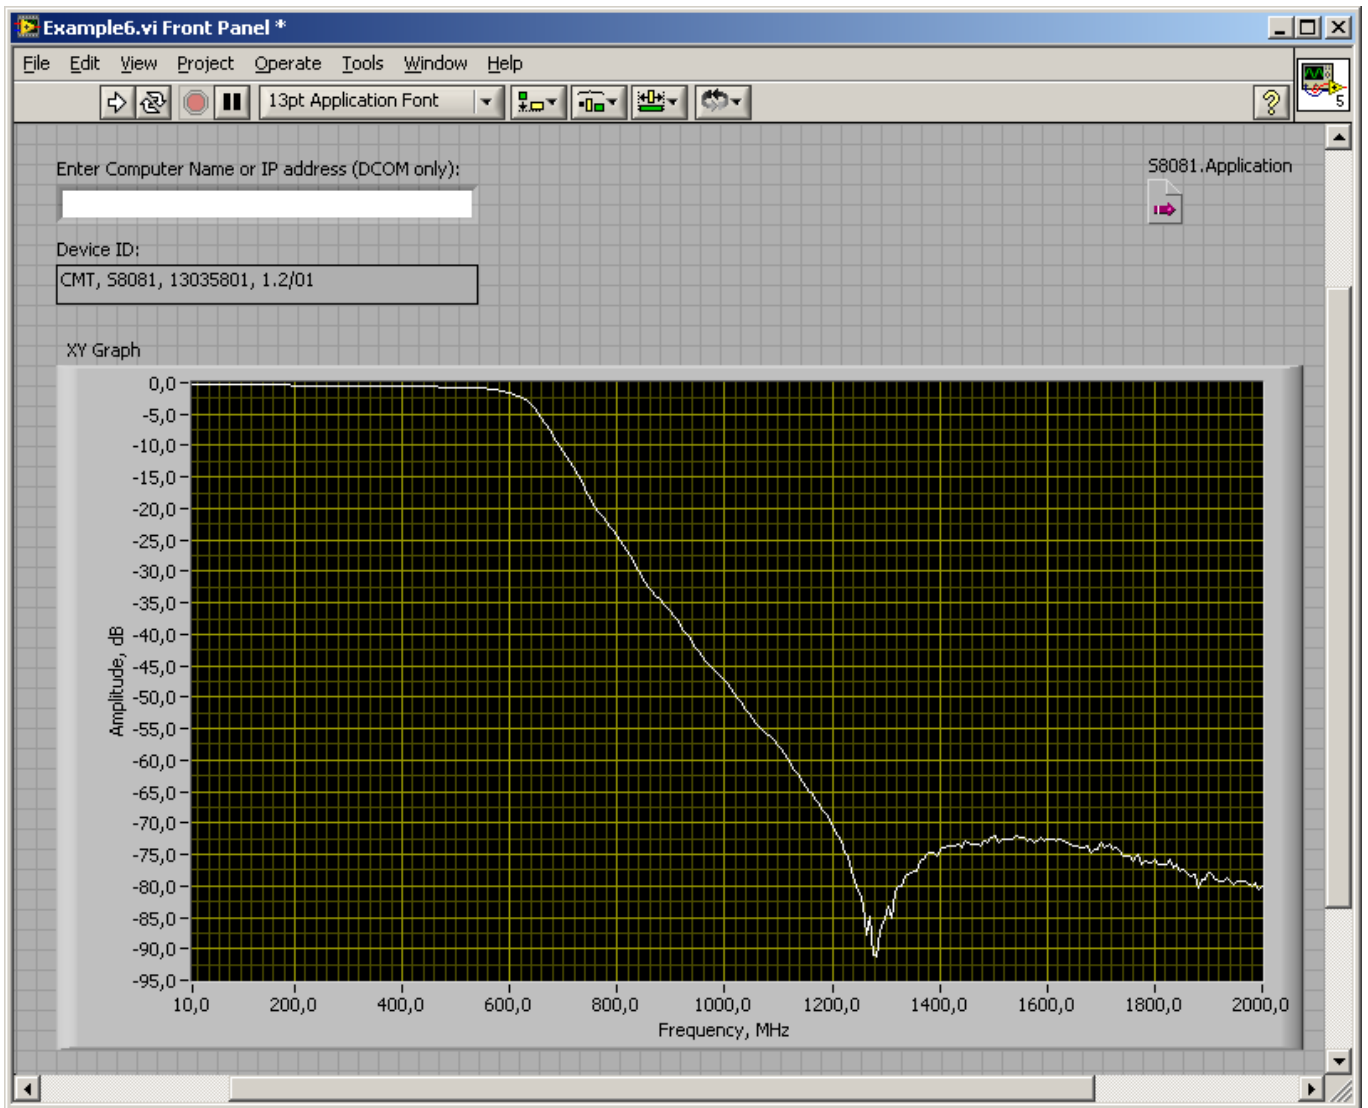 Example6.vi Front Panel *
File Edit View Project Operate Tools Window Help
13pt Application Font
5
Enter Computer Name or IP address (DCOM only):
S8081.Application
Device ID:
CMT, S8081, 13035801, 1.2/01
XY Graph
0,0
-5,0
-10,0
-15,0
-20,0
-25,0
-30,0
-35,0
-40,0
-45,0
-50,0
-55,0
-60,0
-65,0
-70,0
-75,0
-80,0
-85,0
-90,0
-95,0
Amplitude, dB
10,0 200,0 400,0 600,0 800,0 1000,0 1200,0 1400,0 1600,0 1800,0 2000,0
Frequency, MHz